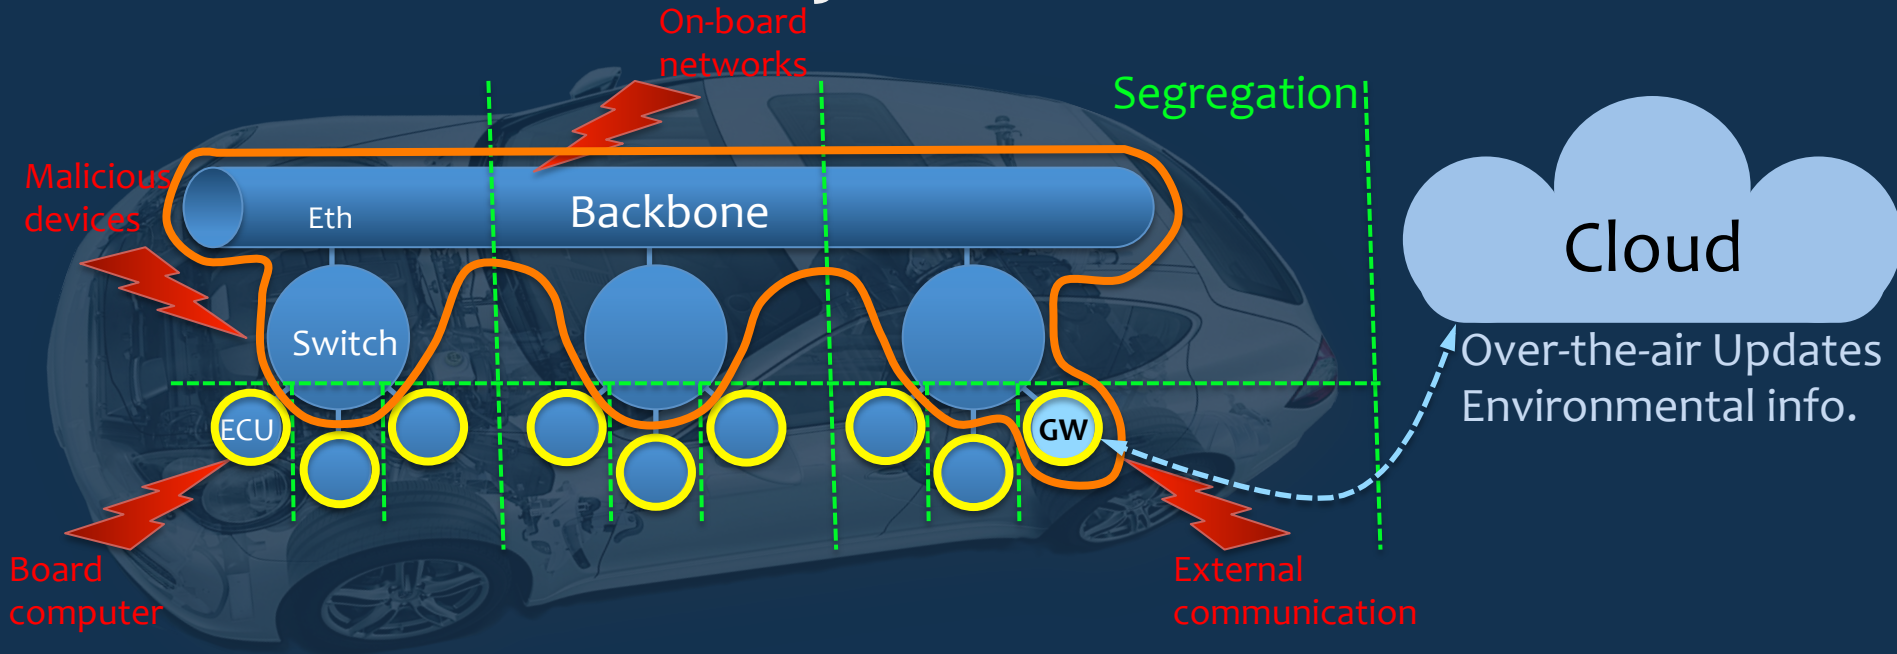 On-board
networks
Segregation
Malicious
devices
Eth
Backbone
Cloud
Switch
Over-the-air Updates
Environmental info.
ECU
GW
Board
computer
External
communication